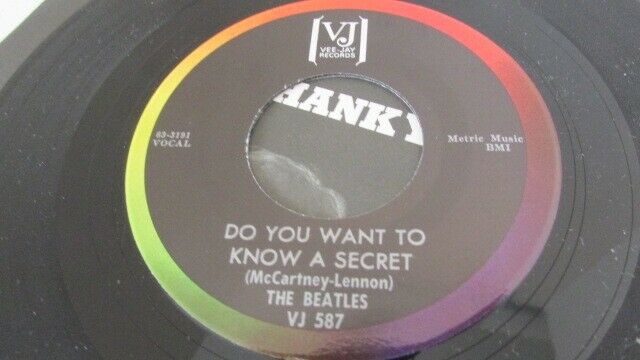 VJ
VEE-JAY
RECORDS
HANKY
63-3191
VOCAL
Metric Music
BMI
DO YOU WANT TO
KNOW A SECRET
(McCartney-Lennon)
THE BEATLES
VJ 587